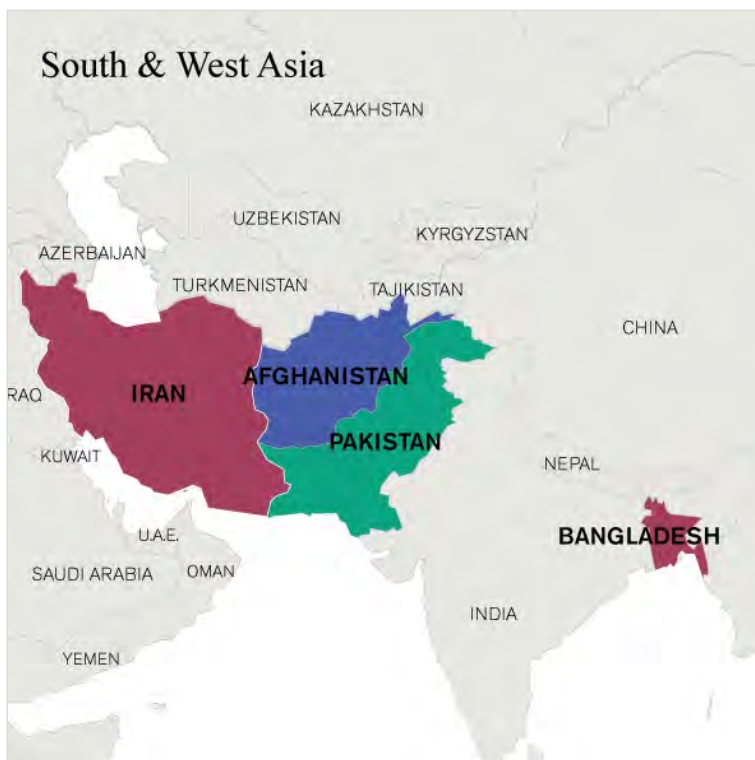 South & West Asia
KAZAKHSTAN
UZBEKISTAN
KYRGYZSTAN
AZERBAIJAN
TURKMENISTAN
TAJIKISTAN
CHINA
AFGHANISTAN
IRAN
RAQ
PAKISTAN
KUWAIT
NEPAL
U.A.E.
BANGLADESH
SAUDI ARABIA
OMAN
INDIA
YEMEN